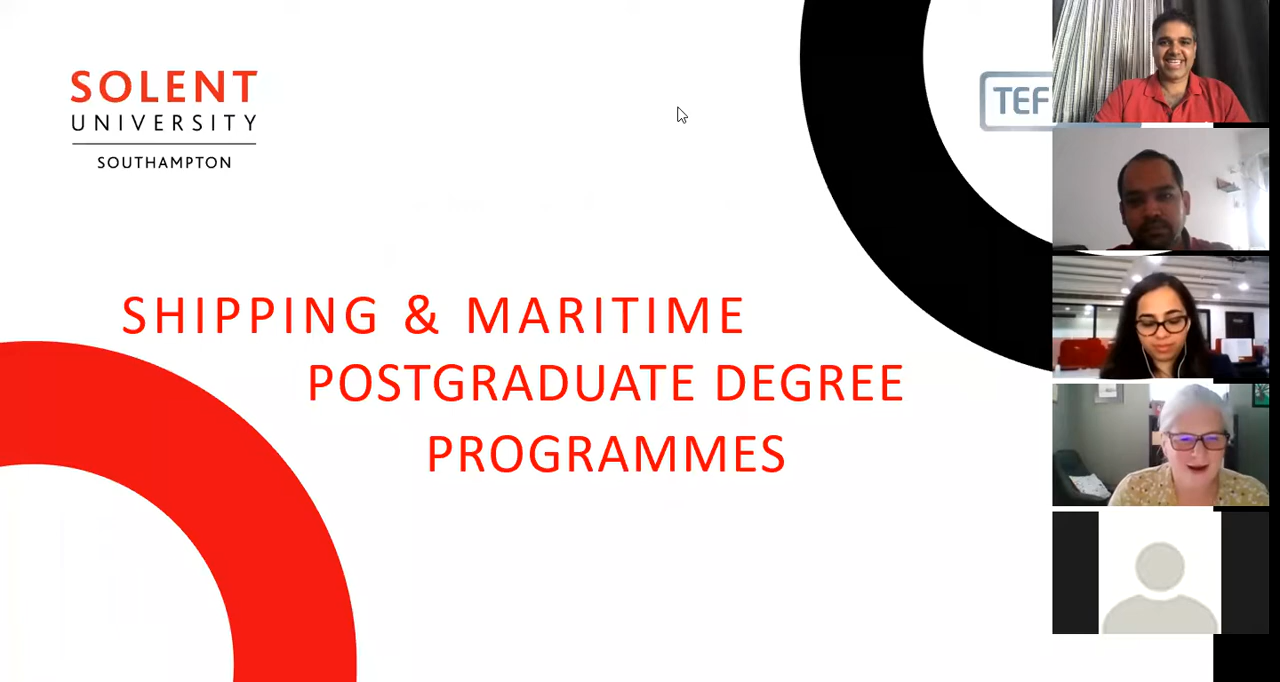 SOLENT
UNIVERSITY
SOUTHAMPTON
TEF
SHIPPING & MARITIME
POSTGRADUATE DEGREE
PROGRAMMES